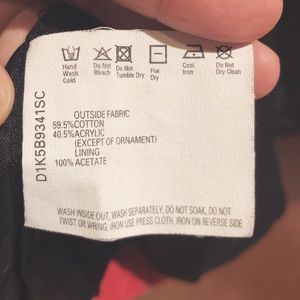 Hand Wash Cold
Do Not Bleach
Do Not Tumble Dry
Flat Dry
Cool Iron
Do Not Dry Clean
D1K5B9341SC
OUTSIDE FABRIC
59.5%COTTON
40.5%ACRYLIC
(EXCEPT OF ORNAMENT)
LINING
100%ACETATE
WASH INSIDE OUT, WASH SEPARATELY, DO NOT SOAK, DO NOT
TWIST OR WRING, IRON USE PRESS CLOTH, IRON ON REVERSE SIDE